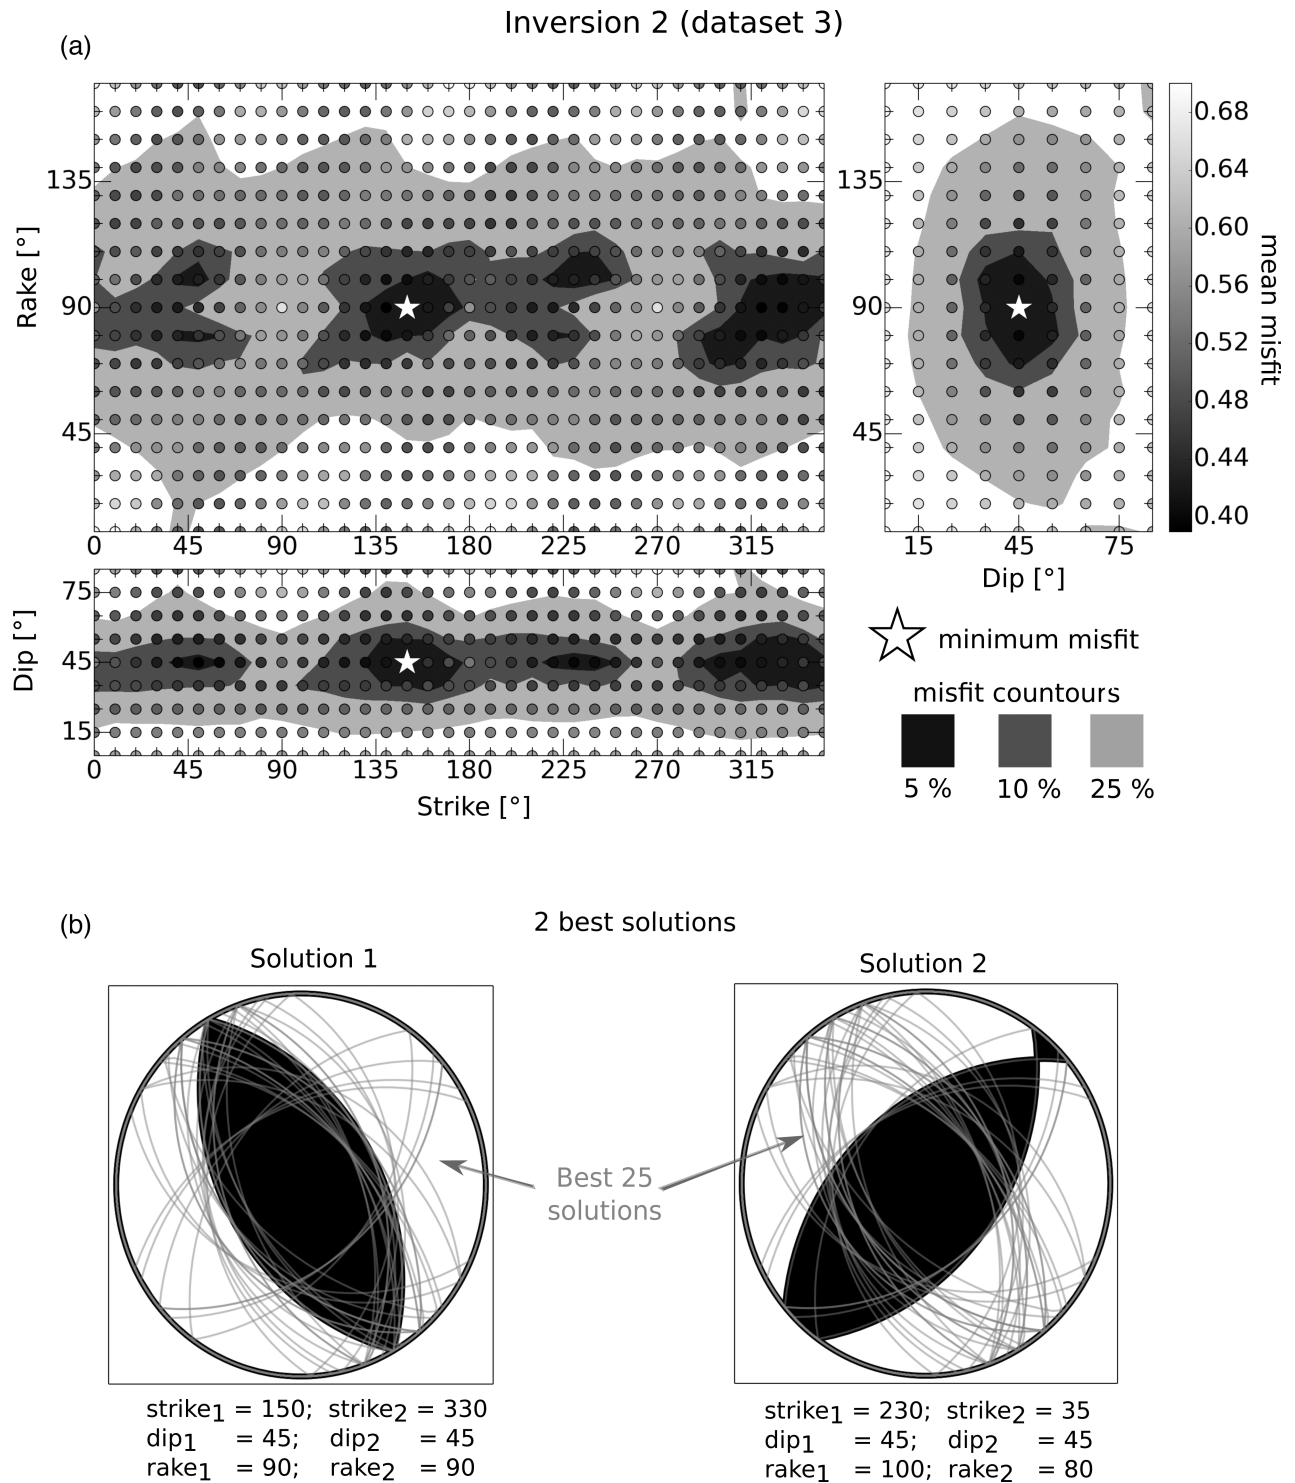 Inversion 2 (dataset 3)
(a)
Rake [°]
135
90
45
0 45 90 135 180 225 270 315
135
90
45
15 45 75
Dip [°]
0.68
0.64
0.60
0.56
0.52
0.48
0.44
0.40
mean misfit
Dip [°]
75
45
15
0 45 90 135 180 225 270 315
Strike [°]
minimum misfit
misfit countours
5 % 10 % 25 %
(b)
2 best solutions
Solution 1
Solution 2
Best 25
solutions
strike1 = 150; strike2 = 330
dip1 = 45; dip2 = 45
rake1 = 90; rake2 = 90
strike1 = 230; strike2 = 35
dip1 = 45; dip2 = 45
rake1 = 100; rake2 = 80